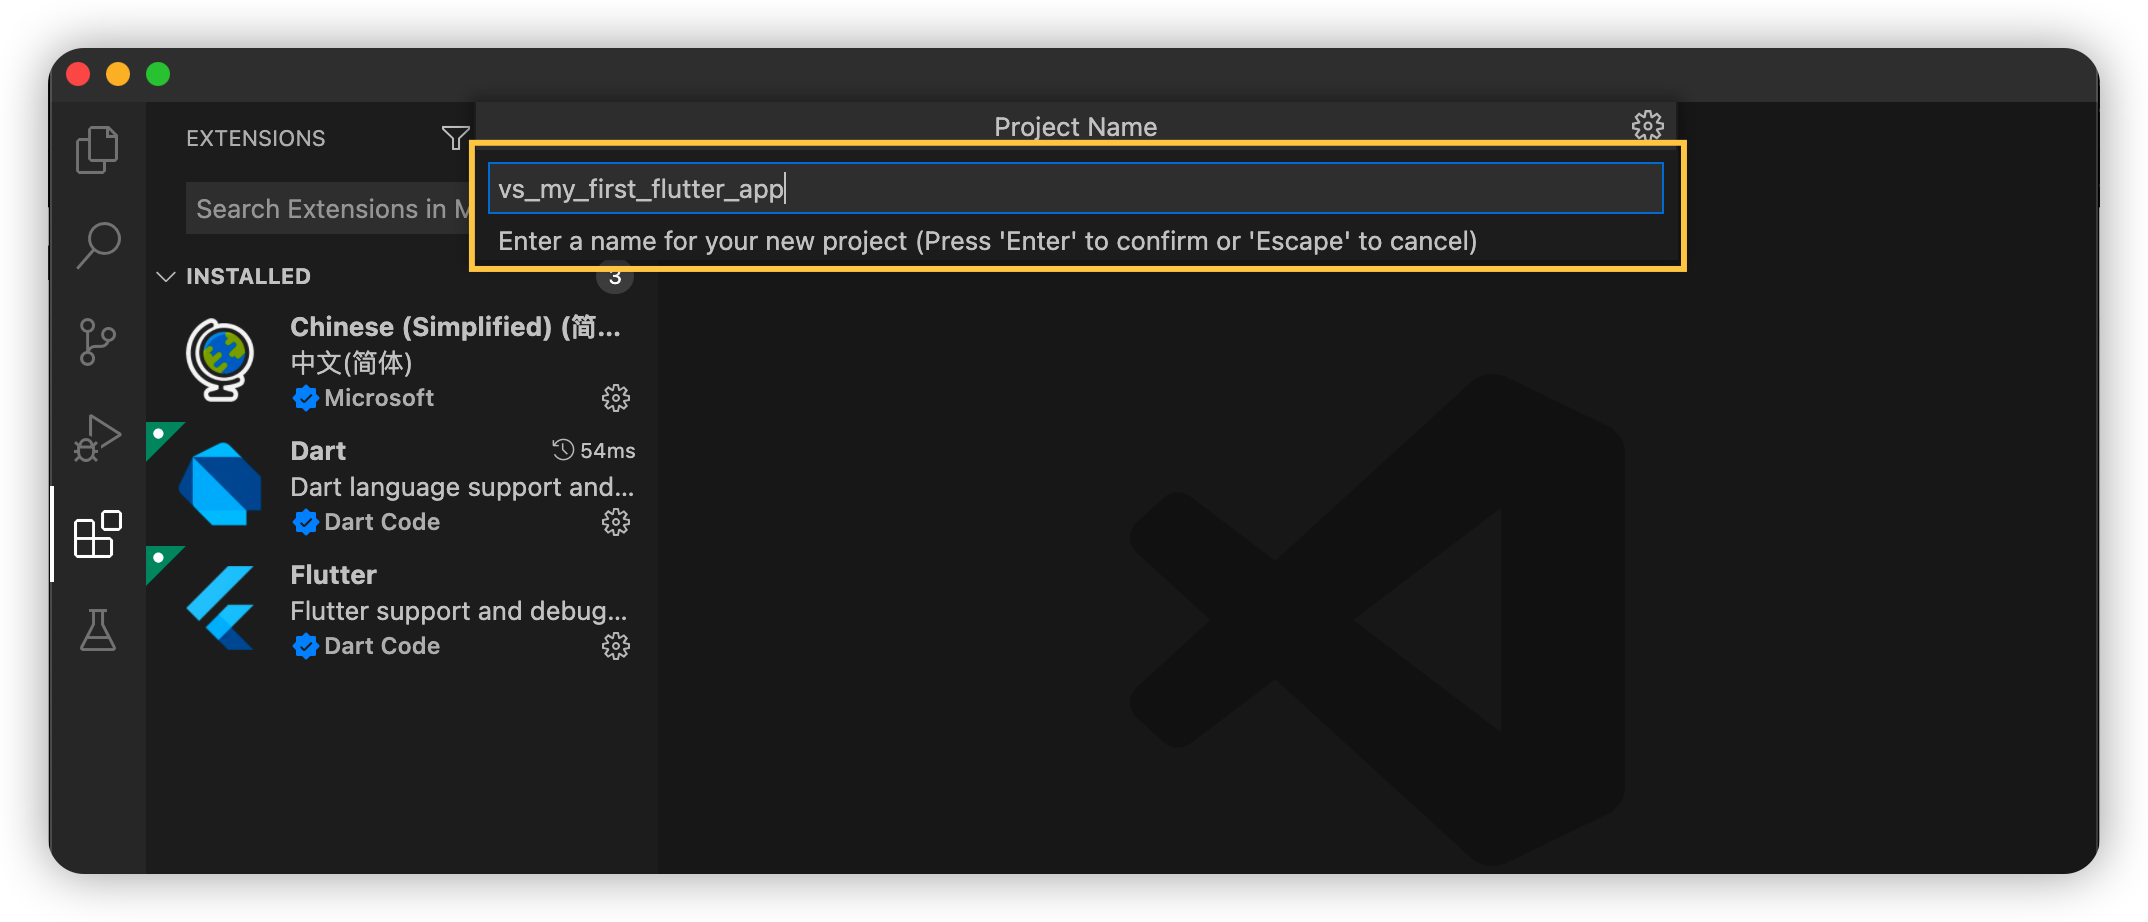 Project Name
vs_my_first_flutter_app
Enter a name for your new project (Press 'Enter' to confirm or 'Escape' to cancel)
EXTENSIONS
Search Extensions in M
INSTALLED
3
Chinese (Simplified) (简...
中文(简体)
Microsoft
Dart
54ms
Dart language support and...
Dart Code
Flutter
Flutter support and debug...
Dart Code